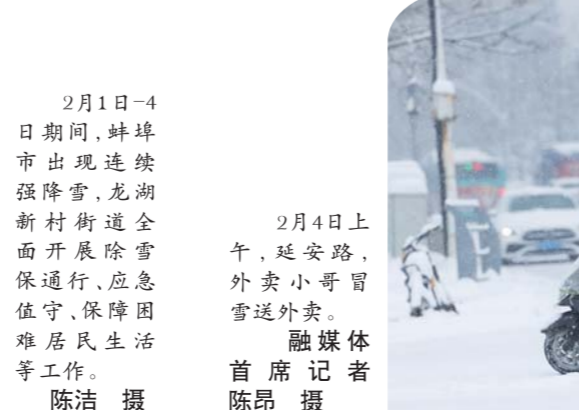 2月1日-4
日期间，蚌埠
市出现连续
强降雪，龙湖
新村街道全
面开展除雪
保通行、应急
值守、保障困
难居民生活
等工作。
陈洁 摄
2月4日上
午，延安路，
外卖小哥冒
雪送外卖。
融媒体
首席记者
陈昂 摄